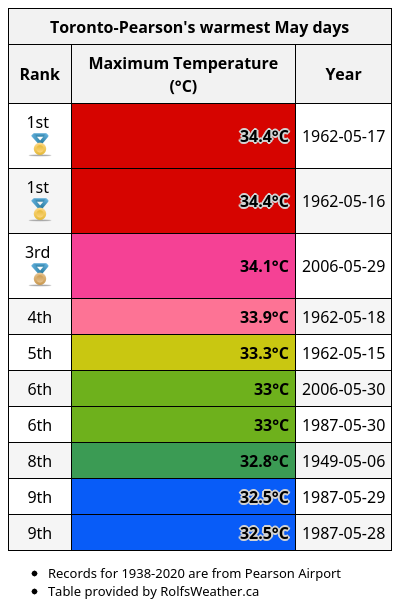 Toronto-Pearson's warmest May days
Rank Maximum Temperature (°C) Year
1st 34.4°C 1962-05-17
1st 34.4°C 1962-05-16
3rd 34.1°C 2006-05-29
4th 33.9°C 1962-05-18
5th 33.3°C 1962-05-15
6th 33°C 2006-05-30
6th 33°C 1987-05-30
8th 32.8°C 1949-05-06
9th 32.5°C 1987-05-29
9th 32.5°C 1987-05-28
• Records for 1938-2020 are from Pearson Airport
• Table provided by RolfsWeather.ca